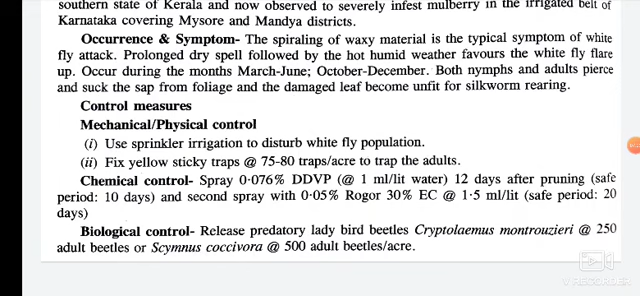 southern state of Kerala and now observed to severely infest mulberry in the irrigated belt of
Karnataka covering Mysore and Mandya districts.
Occurrence & Symptom- The spiraling of waxy material is the typical symptom of white
fly attack. Prolonged dry spell followed by the hot humid weather favours the white fly flare
up. Occur during the months March-June; October-December. Both nymphs and adults pierce
and suck the sap from foliage and the damaged leaf become unfit for silkworm rearing.
Control measures
Mechanical/Physical control
(i) Use sprinkler irrigation to disturb white fly population.
(ii) Fix yellow sticky traps @ 75-80 traps/acre to trap the adults.
Chemical control- Spray 0·076% DDVP (@ 1 ml/lit water) 12 days after pruning (safe
period: 10 days) and second spray with 0·05% Rogor 30% EC @ 1·5 ml/lit (safe period: 20
days)
Biological control- Release predatory lady bird beetles Cryptolaemus montrouzieri @ 250
adult beetles or Scymnus coccivora @ 500 adult beetles/acre.
V RECORDER